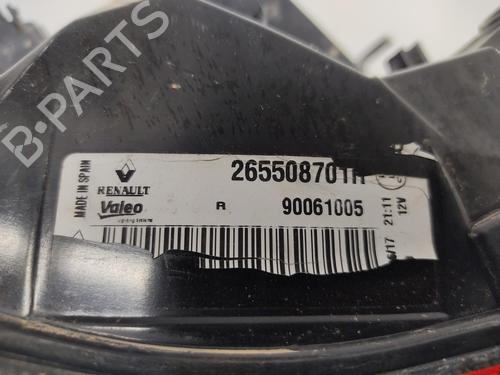 B-PARTS
MADE IN SPAIN
RENAULT
Valeo
265508701R
R 90061005
21:11
12V